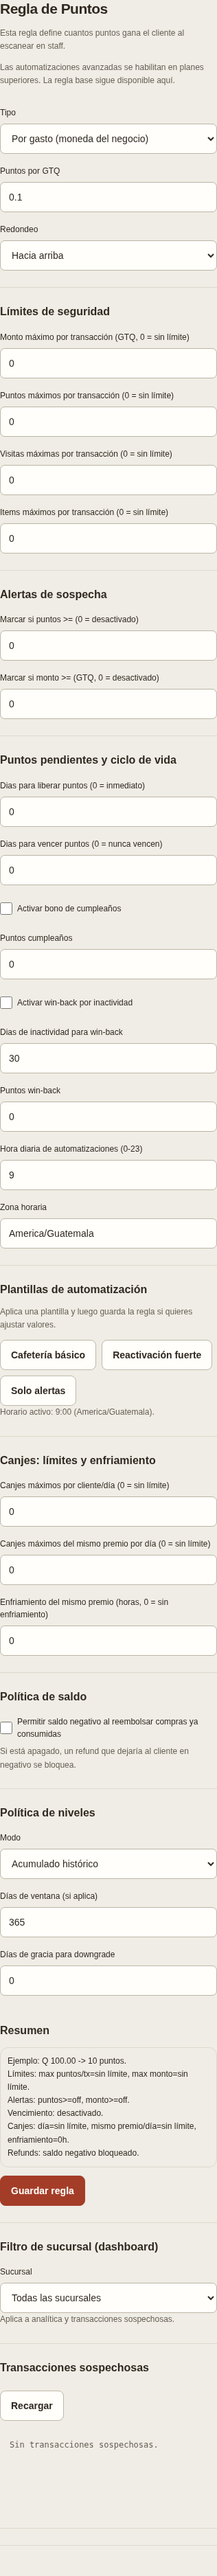 Regla de Puntos
Esta regla define cuantos puntos gana el cliente al
escanear en staff.
Las automatizaciones avanzadas se habilitan en planes
superiores. La regla base sigue disponible aquí.
Tipo
Por gasto (moneda del negocio)
Puntos por GTQ
0.1
Redondeo
Hacia arriba
Límites de seguridad
Monto máximo por transacción (GTQ, 0 = sin límite)
0
Puntos máximos por transacción (0 = sin límite)
0
Visitas máximas por transacción (0 = sin límite)
0
Items máximos por transacción (0 = sin límite)
0
Alertas de sospecha
Marcar si puntos >= (0 = desactivado)
0
Marcar si monto >= (GTQ, 0 = desactivado)
0
Puntos pendientes y ciclo de vida
Dias para liberar puntos (0 = inmediato)
0
Dias para vencer puntos (0 = nunca vencen)
0
Activar bono de cumpleaños
Puntos cumpleaños
0
Activar win-back por inactividad
Dias de inactividad para win-back
30
Puntos win-back
0
Hora diaria de automatizaciones (0-23)
9
Zona horaria
America/Guatemala
Plantillas de automatización
Aplica una plantilla y luego guarda la regla si quieres
ajustar valores.
Cafetería básico
Reactivación fuerte
Solo alertas
Horario activo: 9:00 (America/Guatemala).
Canjes: límites y enfriamiento
Canjes máximos por cliente/día (0 = sin límite)
0
Canjes máximos del mismo premio por día (0 = sin límite)
0
Enfriamiento del mismo premio (horas, 0 = sin
enfriamiento)
0
Política de saldo
Permitir saldo negativo al reembolsar compras ya
consumidas
Si está apagado, un refund que dejaría al cliente en
negativo se bloquea.
Política de niveles
Modo
Acumulado histórico
Días de ventana (si aplica)
365
Días de gracia para downgrade
0
Resumen
Ejemplo: Q 100.00 -> 10 puntos.
Límites: max puntos/tx=sin límite, max monto=sin
límite.
Alertas: puntos>=off, monto>=off.
Vencimiento: desactivado.
Canjes: día=sin límite, mismo premio/día=sin límite,
enfriamiento=0h.
Refunds: saldo negativo bloqueado.
Guardar regla
Filtro de sucursal (dashboard)
Sucursal
Todas las sucursales
Aplica a analítica y transacciones sospechosas.
Transacciones sospechosas
Recargar
Sin transacciones sospechosas.